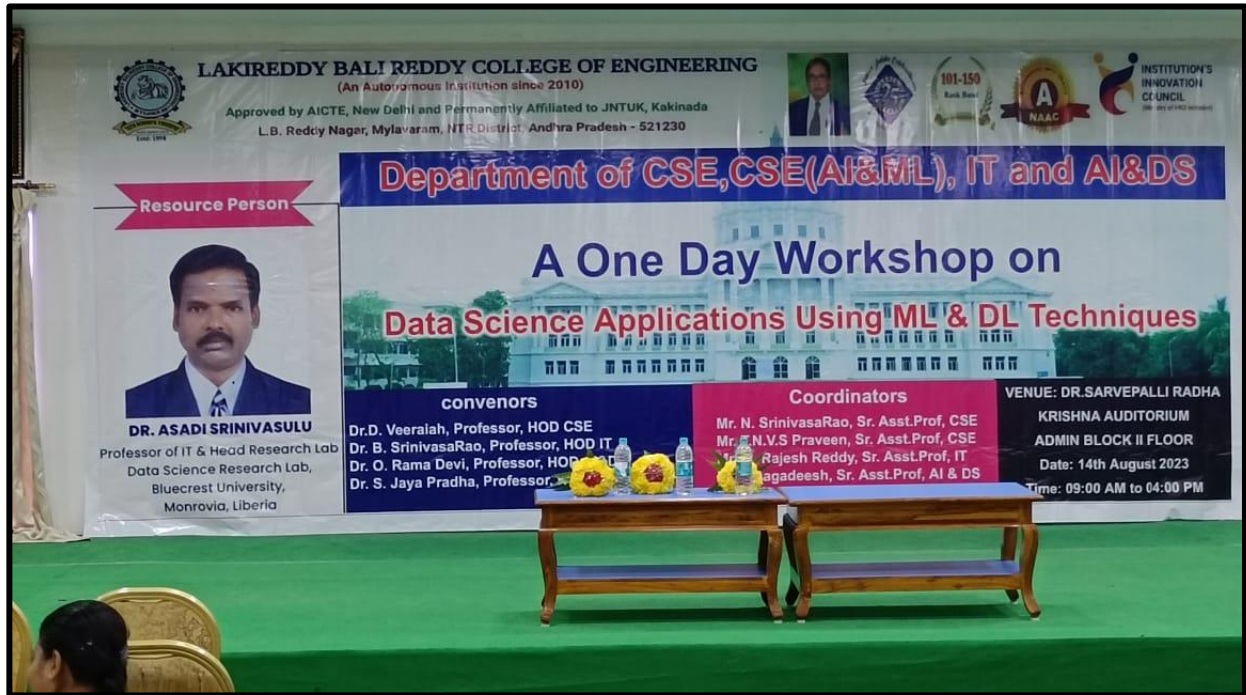 LAKIREDDY BALI REDDY COLLEGE OF ENGINEERING
(An Autonomous Institution since 2010)
Approved by AICTE, New Delhi and Permanently Affiliated to JNTUK, Kakinada
L.B. Reddy Nagar, Mylavaram, NTR District, Andhra Pradesh - 521230
Estd: 1998
101-150
Rank Band
A
NAAC
INSTITUTION'S
INNOVATION
COUNCIL
Department of CSE,CSE(AI&ML), IT and AI&DS
Resource Person
DR. ASADI SRINIVASULU
Professor of IT & Head Research Lab
Data Science Research Lab,
Bluecrest University,
Monrovia, Liberia
A One Day Workshop on
Data Science Applications Using ML & DL Techniques
convenors
Dr.D. Veeraiah, Professor, HOD CSE
Dr. B. SrinivasaRao, Professor, HOD IT
Dr. O. Rama Devi, Professor, HOD
Dr. S. Jaya Pradha, Professor,
Coordinators
Mr. N. SrinivasaRao, Sr. Asst.Prof, CSE
Mr. N.V.S Praveen, Sr. Asst.Prof, CSE
Rajesh Reddy, Sr. Asst.Prof, IT
Sr. Asst.Prof, AI & DS
VENUE: DR.SARVEPALLI RADHA
KRISHNA AUDITORIUM
ADMIN BLOCK II FLOOR
Date: 14th August 2023
Time: 09:00 AM to 04:00 PM